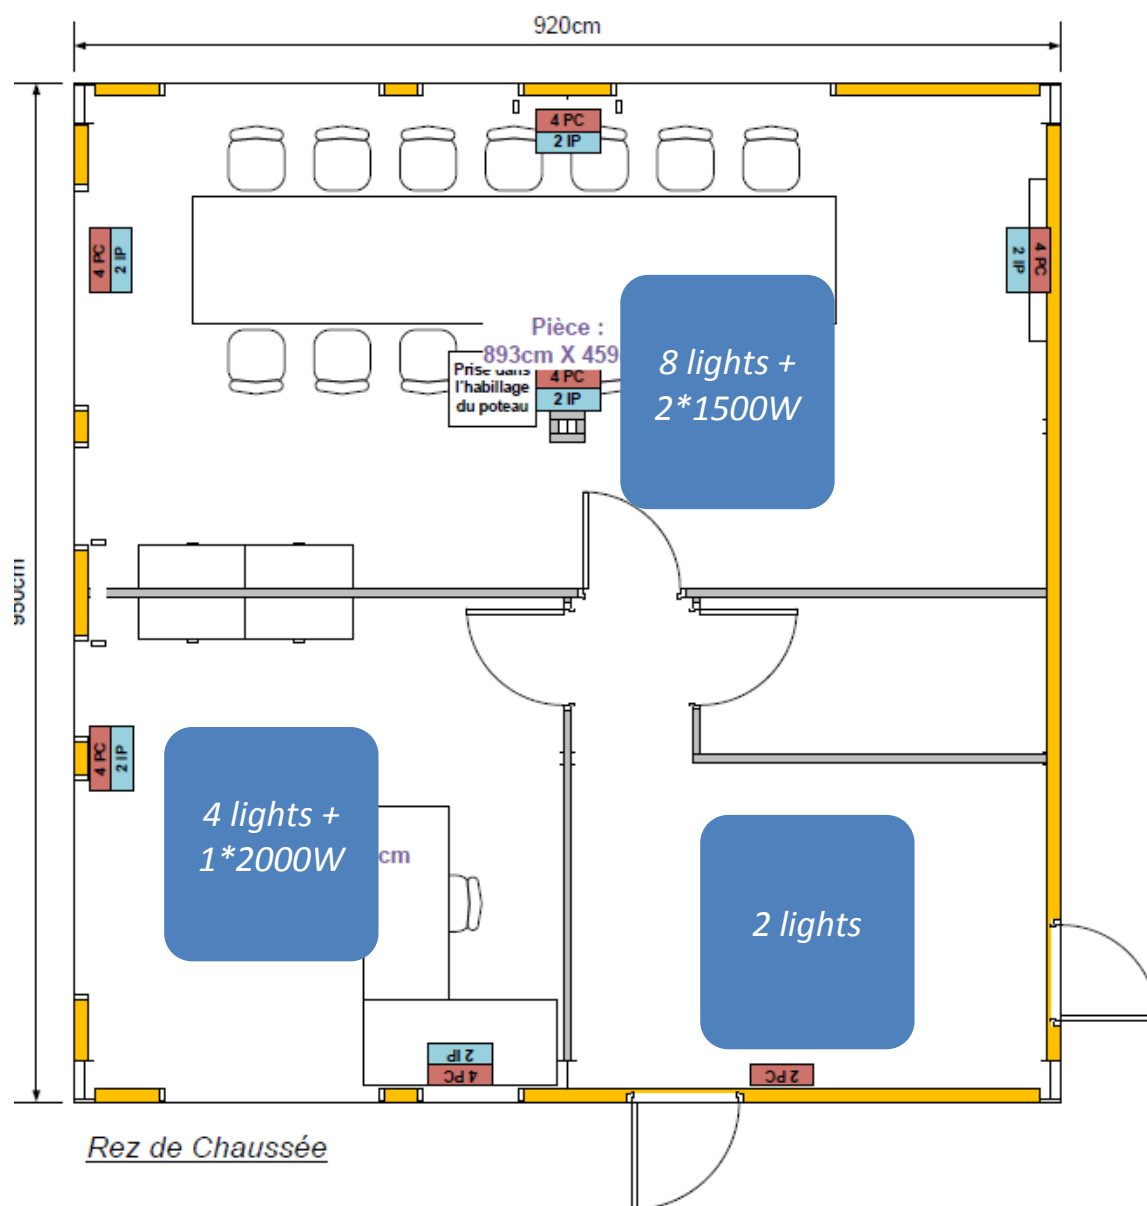 920cm
4 PC
2 IP
4 PC
2 IP
2 IP
4 PC
Pièce :
893cm X 459
8 lights +
2*1500W
Prise dans
l'habillage
du poteau
4 PC
2 IP
950cm
4 PC
2 IP
4 lights +
1*2000W
cm
2 lights
2 IP
4 PC
2 PC
Rez de Chaussée